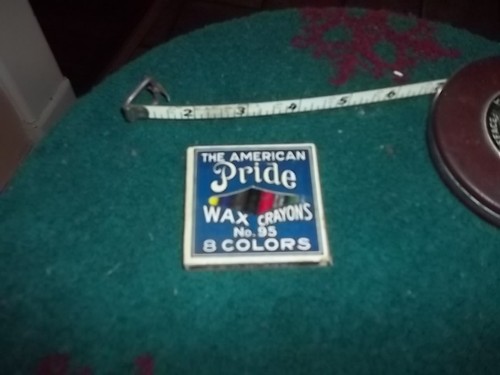 2 3 4 5 6
THE AMERICAN
Pride
WAX CRAYONS
No. 95
8 COLORS